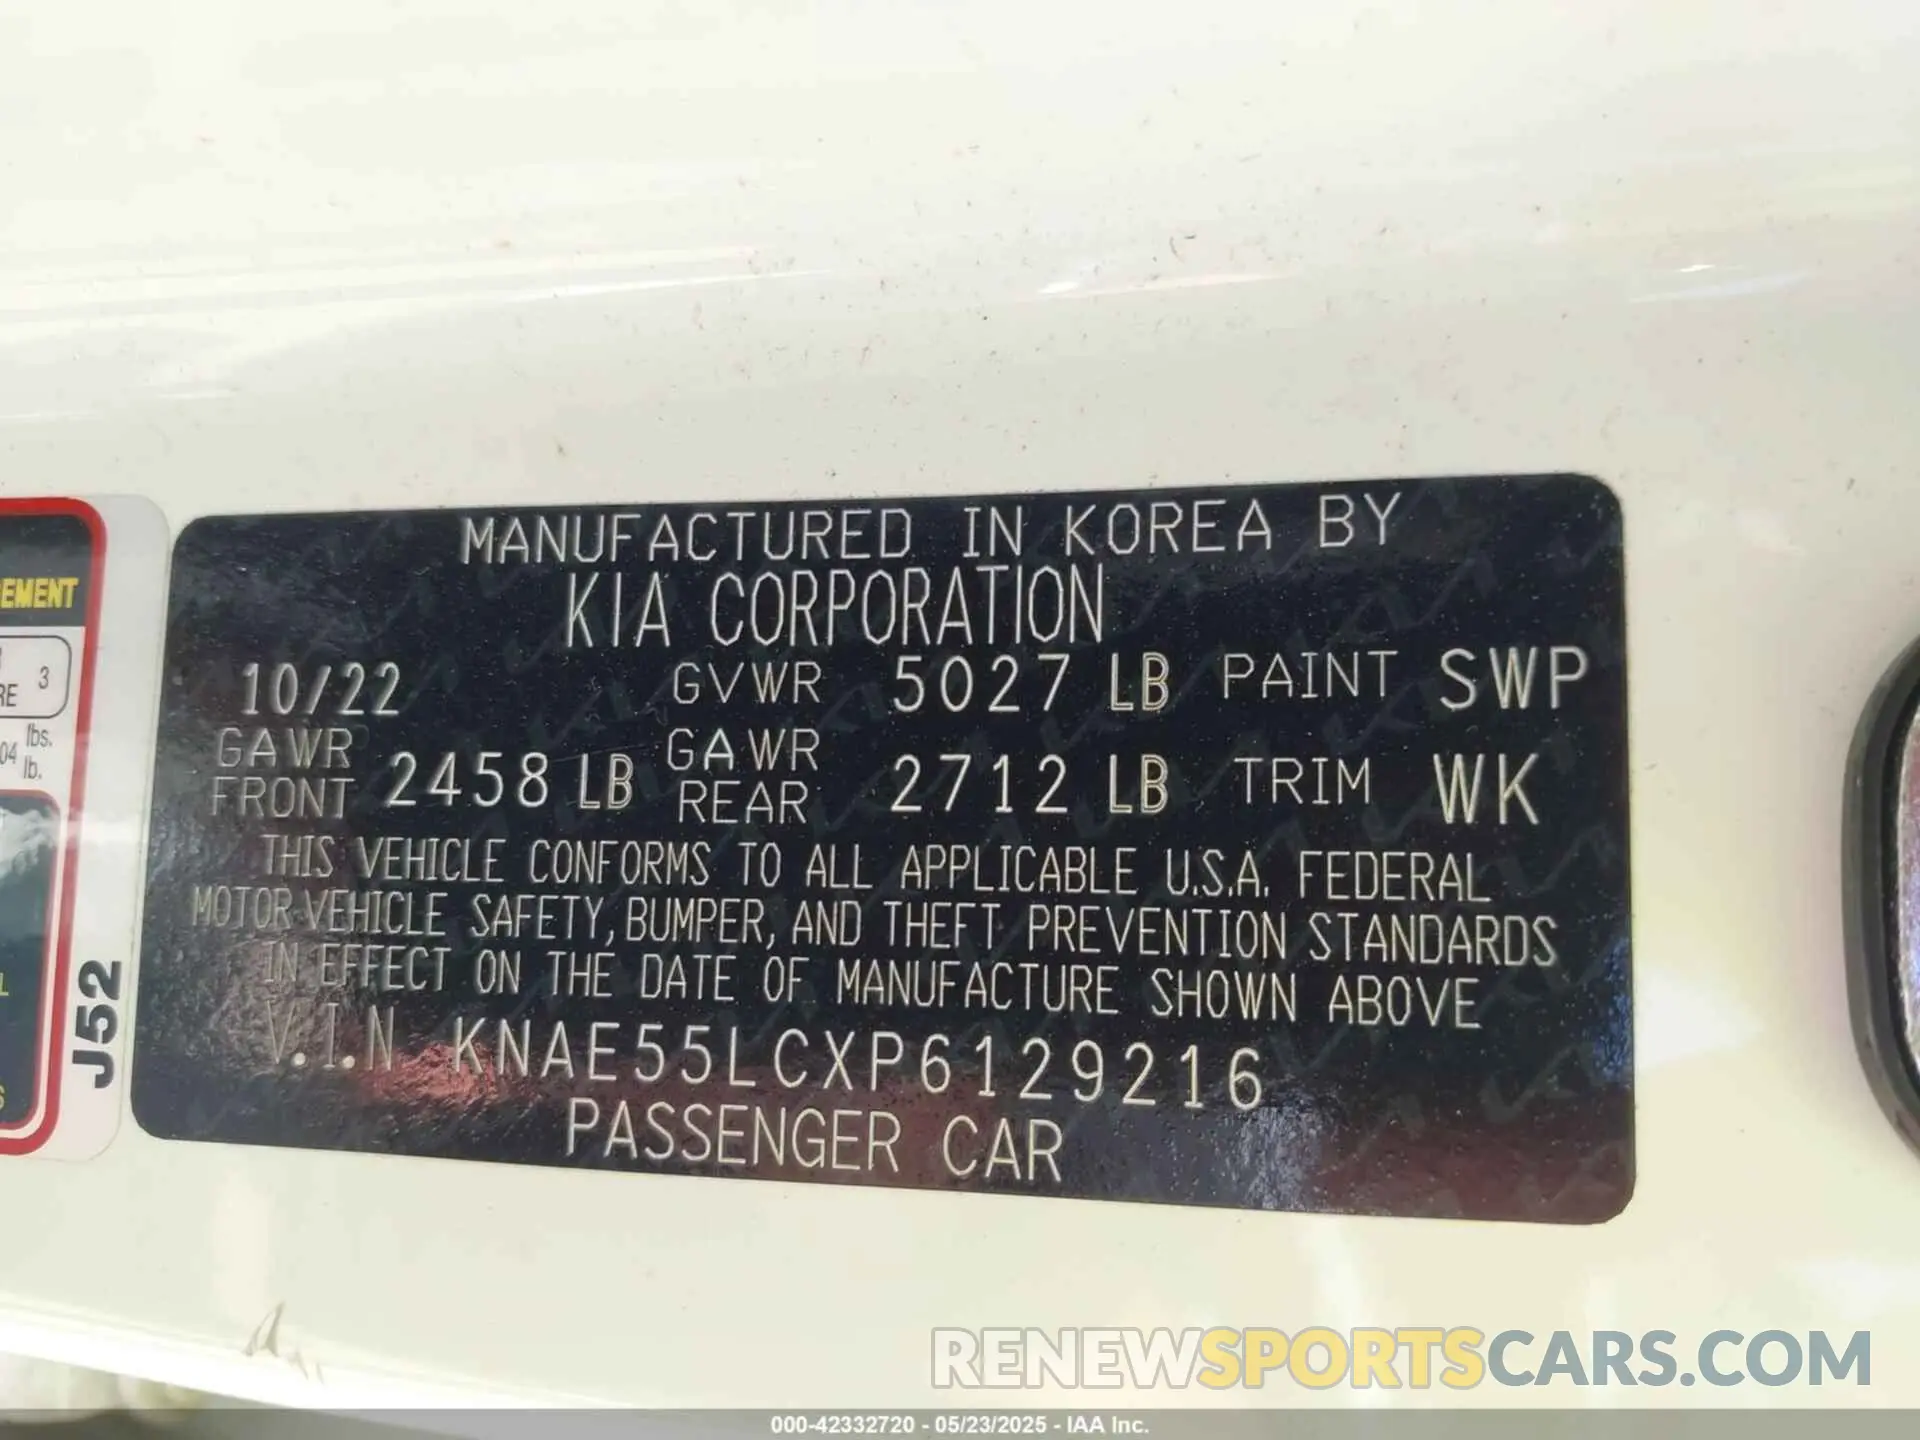 MANUFACTURED IN KOREA BY
KIA CORPORATION
10/22 GVWR 5027 LB PAINT SWP
GAWR FRONT 2458 LB GAWR REAR 2712 LB TRIM WK
THIS VEHICLE CONFORMS TO ALL APPLICABLE U.S.A. FEDERAL
MOTOR VEHICLE SAFETY, BUMPER, AND THEFT PREVENTION STANDARDS
IN EFFECT ON THE DATE OF MANUFACTURE SHOWN ABOVE
V.I.N KNAE55LCXP6129216
PASSENGER CAR
3
lbs.
lb.
J52
RENEWSPORTSCARS.COM
000-42332720 - 05/23/2025 - IAA Inc.